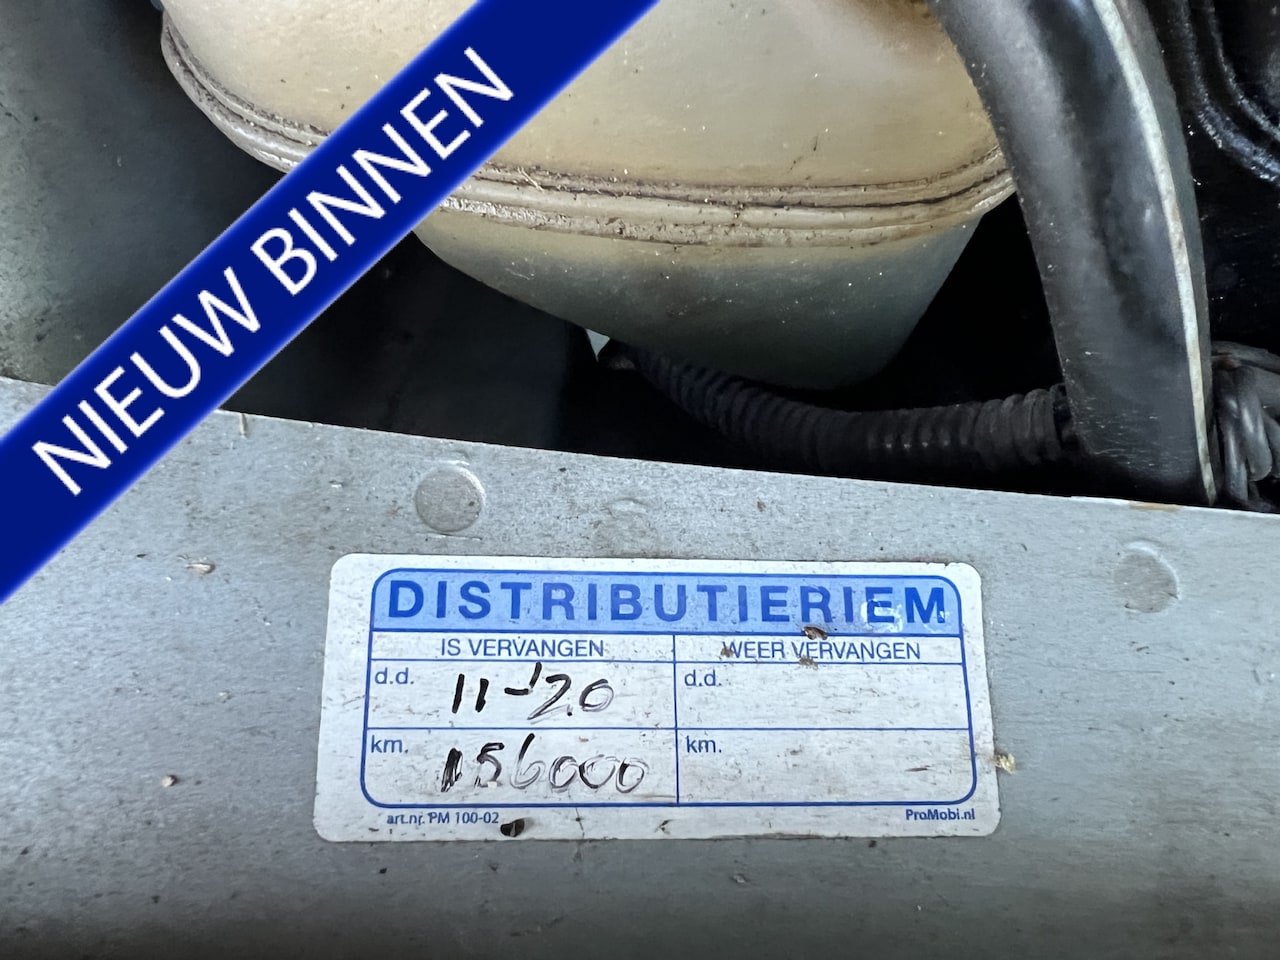 NIEUW BINNEN
DISTRIBUTIERIEM
IS VERVANGEN
WEER VERVANGEN
d.d. 11-'20
d.d.
km. 156000
km.
art.nr. PM 100-02
ProMobi.nl